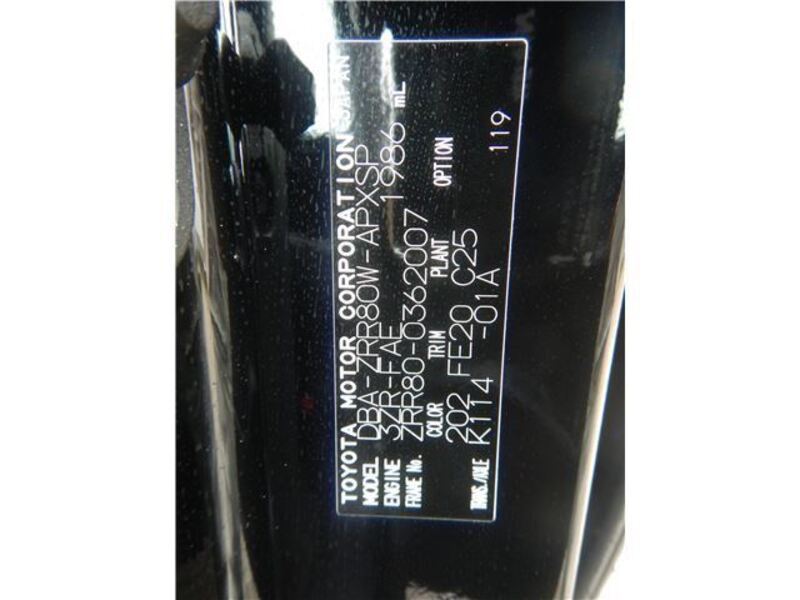 TOYOTA MOTOR CORPORATION JAPAN
MODEL DBA-ZRR80W-APXSP
ENGINE 3ZR-FAE 1986 mL
FRAME No. ZRR80-0362007
COLOR TRIM PLANT OPTION
202 FE20 C25
TRANS./AXLE K114 -01A 119